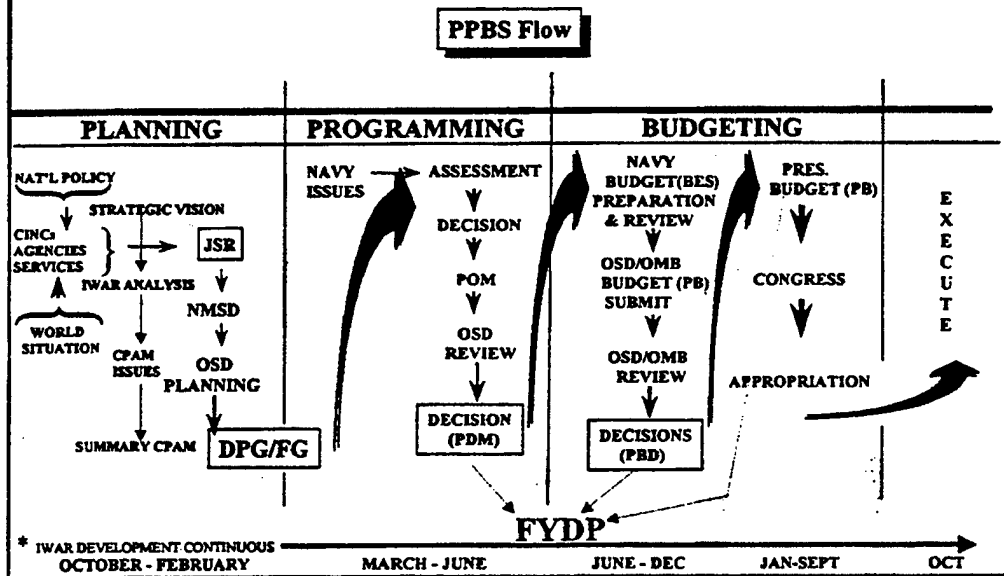 PPBS Flow
PLANNING
PROGRAMMING
BUDGETING
NAT'L POLICY
STRATEGIC VISION
CINCs
AGENCIES
SERVICES
JSR
IWAR ANALYSIS
NMSD
WORLD
SITUATION
CPAM
ISSUES
OSD
PLANNING
SUMMARY CPAM
DPG/FG
NAVY
ISSUES
ASSESSMENT
DECISION
POM
OSD
REVIEW
DECISION
(PDM)
NAVY
BUDGET(BES)
PREPARATION
& REVIEW
OSD/OMB
BUDGET (PB)
SUBMIT
OSD/OMB
REVIEW
DECISIONS
(PBD)
PRES.
BUDGET (PB)
CONGRESS
APPROPRIATION
E
X
E
C
U
T
E
FYDP
* IWAR DEVELOPMENT CONTINUOUS
OCTOBER - FEBRUARY
MARCH - JUNE
JUNE - DEC
JAN-SEPT
OCT